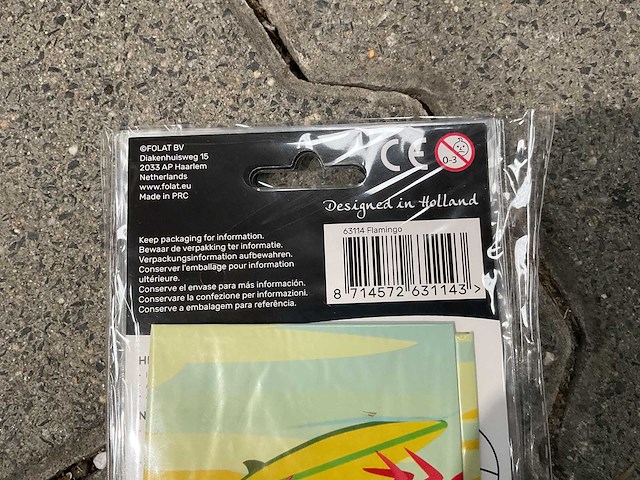 ©FOLAT BV
Diakenhuisweg 15
2033 AP Haarlem
Netherlands
www.folat.eu
Made in PRC
CE
0-3
Designed in Holland
63114 Flamingo
8 714572 631143 >
Keep packaging for information.
Bewaar de verpakking ter informatie.
Verpackungsinformation aufbewahren.
Conserver l'emballage pour information
ultérieure.
Conserve el envase para más información.
Conservare la confezione per informazioni.
Conserve a embalagem para referência.